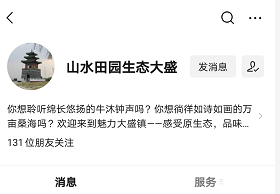 山水田园生态大盛
发消息
你想聆听绵长悠扬的牛沐钟声吗？你想徜徉如诗如画的万
亩桑海吗？欢迎来到魅力大盛镇——感受原生态，品味...
131 位朋友关注
消息
服务